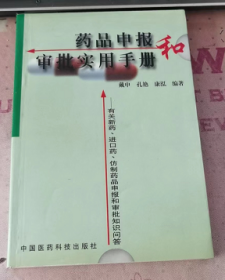 药品申报和
审批实用手册
戴申 孔艳 康琨 编著
——有关新药、进口药、仿制药品申报和审批知识问答
中国医药科技出版社